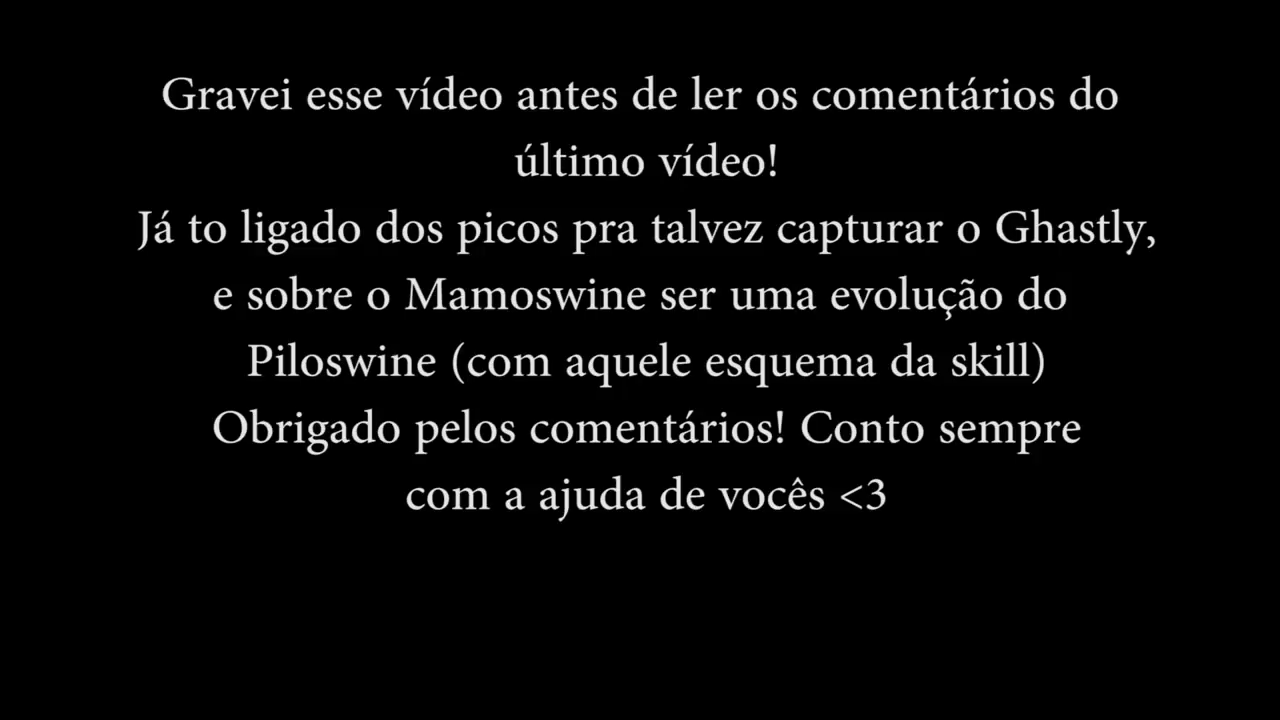 Gravei esse vídeo antes de ler os comentários do
último vídeo!
Já to ligado dos picos pra talvez capturar o Ghastly,
e sobre o Mamoswine ser uma evolução do
Piloswine (com aquele esquema da skill)
Obrigado pelos comentários! Conto sempre
com a ajuda de vocês <3